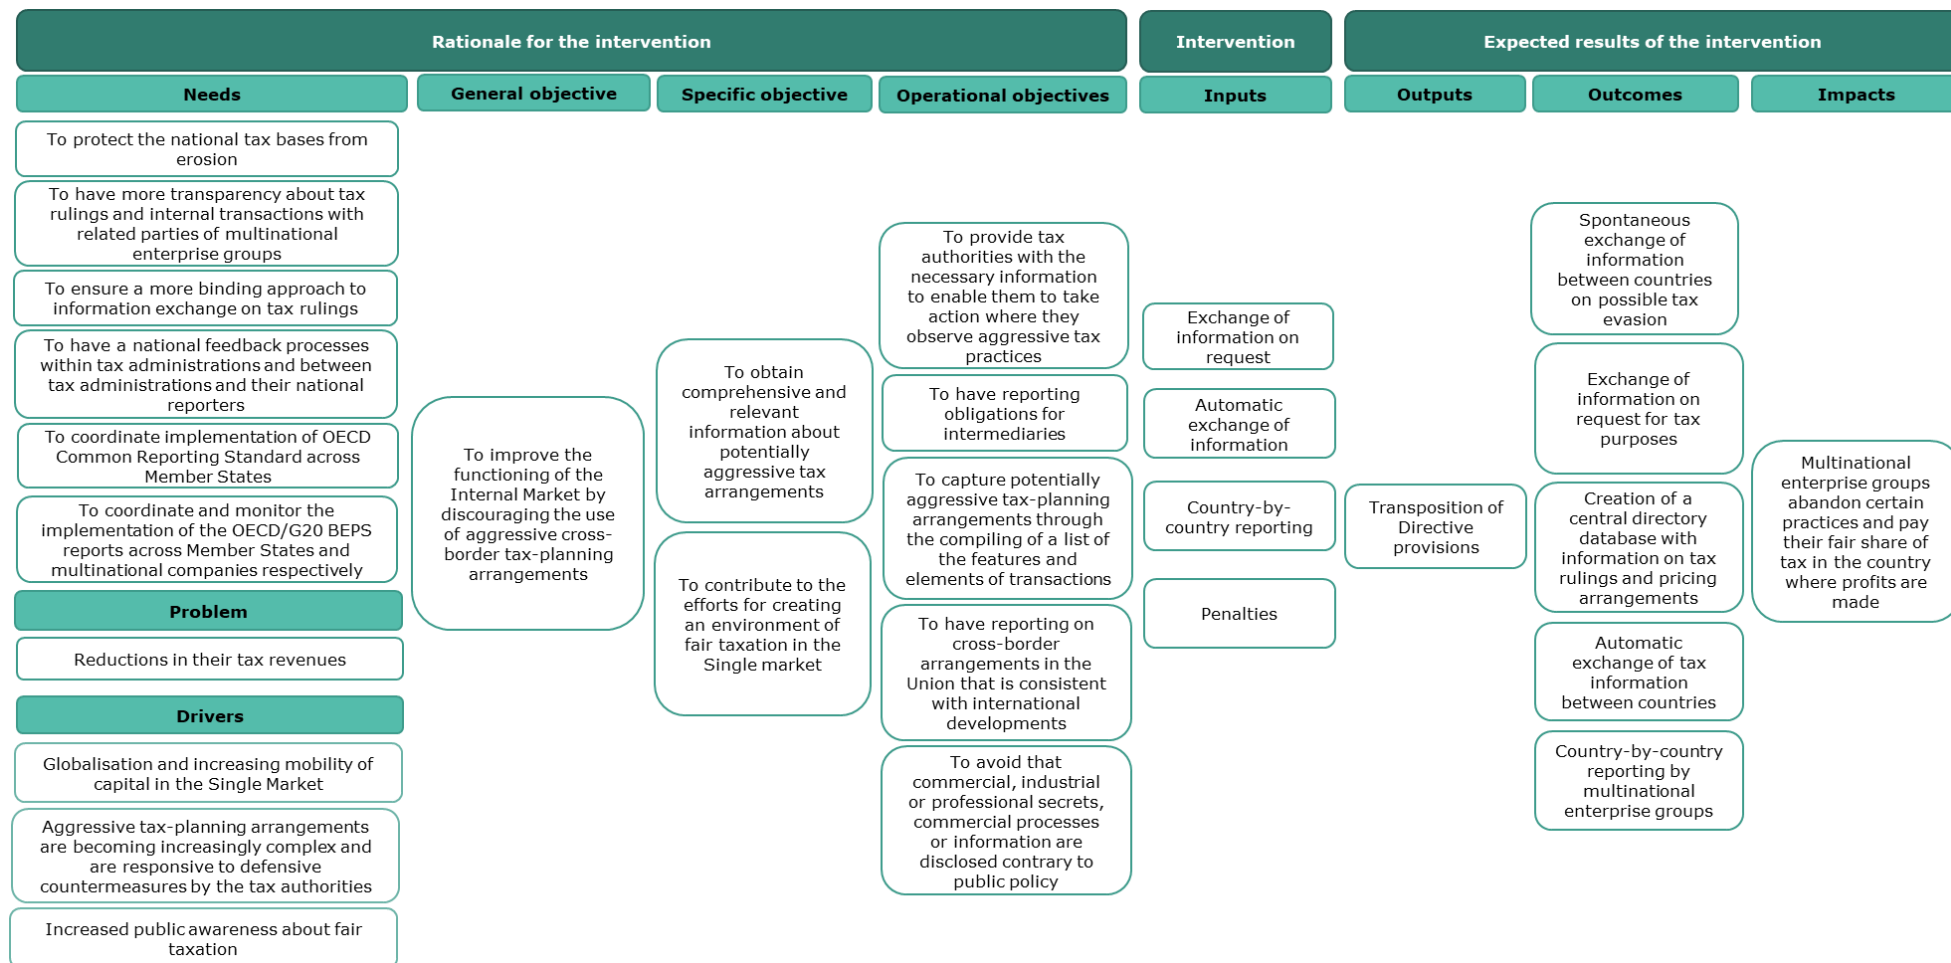 Rationale for the intervention
Intervention
Expected results of the intervention
Needs
General objective
Specific objective
Operational objectives
Inputs
Outputs
Outcomes
Impacts
To protect the national tax bases from
erosion
To have more transparency about tax
rulings and internal transactions with
related parties of multinational
enterprise groups
To ensure a more binding approach to
information exchange on tax rulings
To have a national feedback processes
within tax administrations and between
tax administrations and their national
reporters
To coordinate implementation of OECD
Common Reporting Standard across
Member States
To coordinate and monitor the
implementation of the OECD/G20 BEPS
reports across Member States and
multinational companies respectively
Problem
Reductions in their tax revenues
Drivers
Globalisation and increasing mobility of
capital in the Single Market
Aggressive tax-planning arrangements
are becoming increasingly complex and
are responsive to defensive
countermeasures by the tax authorities
Increased public awareness about fair
taxation
To improve the
functioning of the
Internal Market by
discouraging the use
of aggressive cross-
border tax-planning
arrangements
To obtain
comprehensive and
relevant
information about
potentially
aggressive tax
arrangements
To contribute to the
efforts for creating
an environment of
fair taxation in the
Single market
To provide tax
authorities with the
necessary information
to enable them to take
action where they
observe aggressive tax
practices
To have reporting
obligations for
intermediaries
To capture potentially
aggressive tax-planning
arrangements through
the compiling of a list of
the features and
elements of transactions
To have reporting on
cross-border
arrangements in the
Union that is consistent
with international
developments
To avoid that
commercial, industrial
or professional secrets,
commercial processes
or information are
disclosed contrary to
public policy
Exchange of
information on
request
Automatic
exchange of
information
Country-by-
country reporting
Penalties
Transposition of
Directive
provisions
Spontaneous
exchange of
information
between countries
on possible tax
evasion
Exchange of
information on
request for tax
purposes
Creation of a
central directory
database with
information on tax
rulings and pricing
arrangements
Automatic
exchange of tax
information
between countries
Country-by-country
reporting by
multinational
enterprise groups
Multinational
enterprise groups
abandon certain
practices and pay
their fair share of
tax in the country
where profits are
made